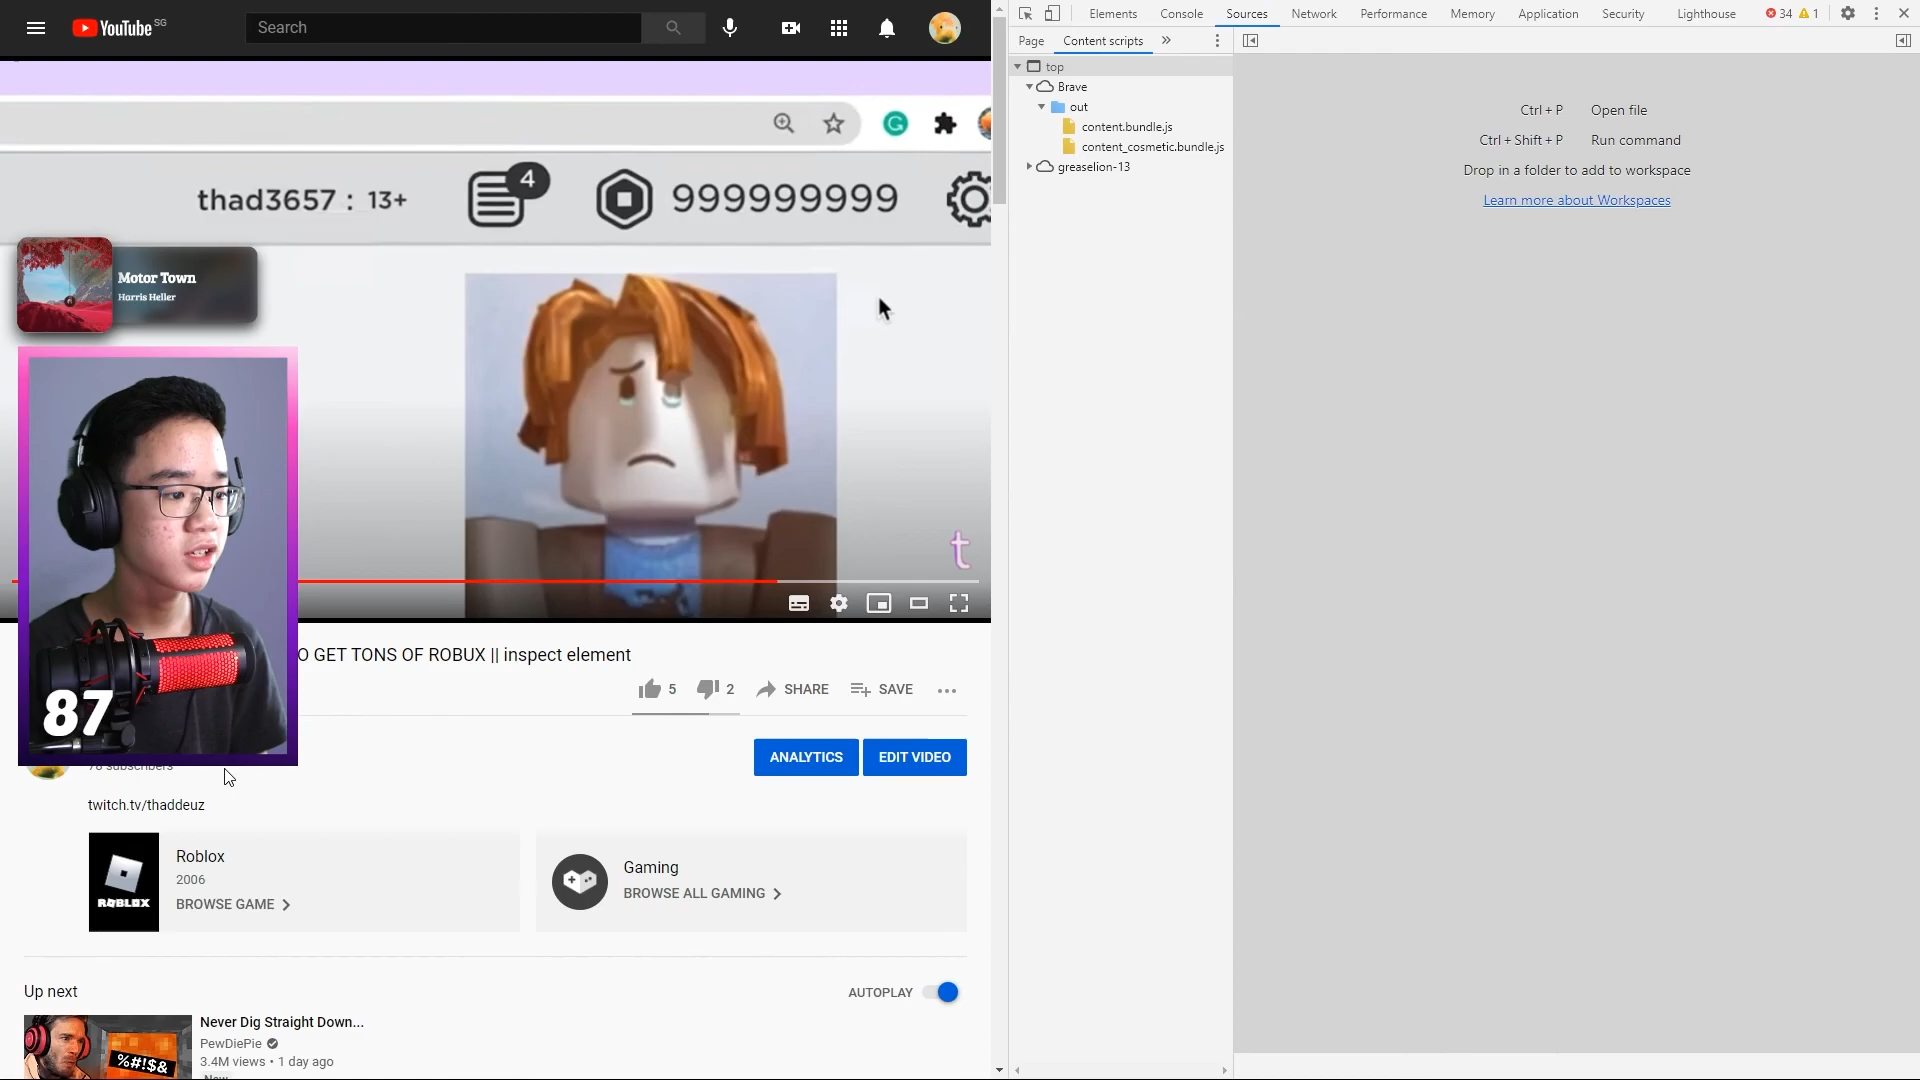 YouTube SG
Search
thad3657 : 13+
4
999999999
Motor Town
Harris Heller
t
87
O GET TONS OF ROBUX || inspect element
5
2
SHARE
SAVE
78 subscribers
ANALYTICS
EDIT VIDEO
twitch.tv/thaddeuz
ROBLOX
Roblox
2006
BROWSE GAME
Gaming
BROWSE ALL GAMING
Up next
AUTOPLAY
%#!$&
Never Dig Straight Down...
PewDiePie
3.4M views • 1 day ago
New
Elements
Console
Sources
Network
Performance
Memory
Application
Security
Lighthouse
34
1
Page
Content scripts
top
Brave
out
content.bundle.js
content_cosmetic.bundle.js
greaselion-13
Ctrl + P Open file
Ctrl + Shift + P Run command
Drop in a folder to add to workspace
Learn more about Workspaces